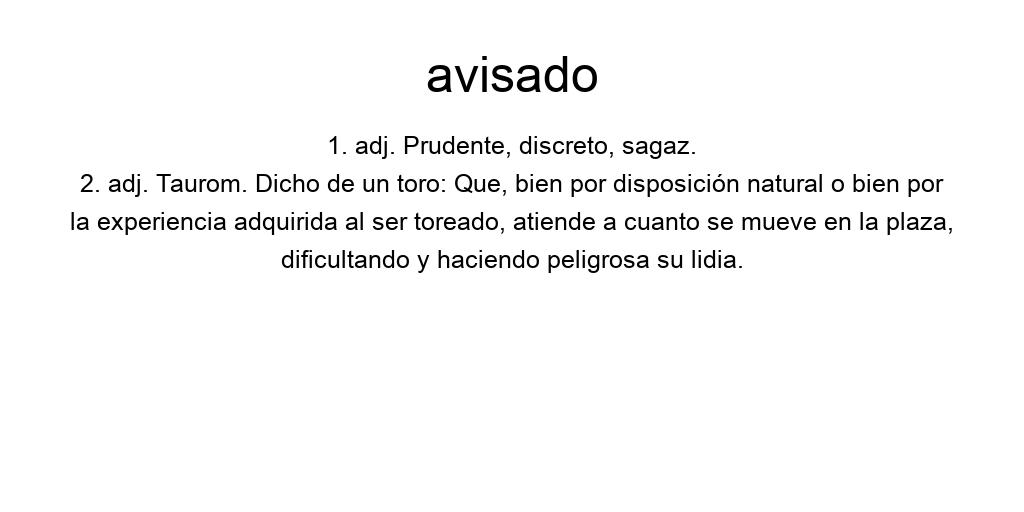 avisado
1. adj. Prudente, discreto, sagaz.
2. adj. Taurom. Dicho de un toro: Que, bien por disposición natural o bien por
la experiencia adquirida al ser toreado, atiende a cuanto se mueve en la plaza,
dificultando y haciendo peligrosa su lidia.